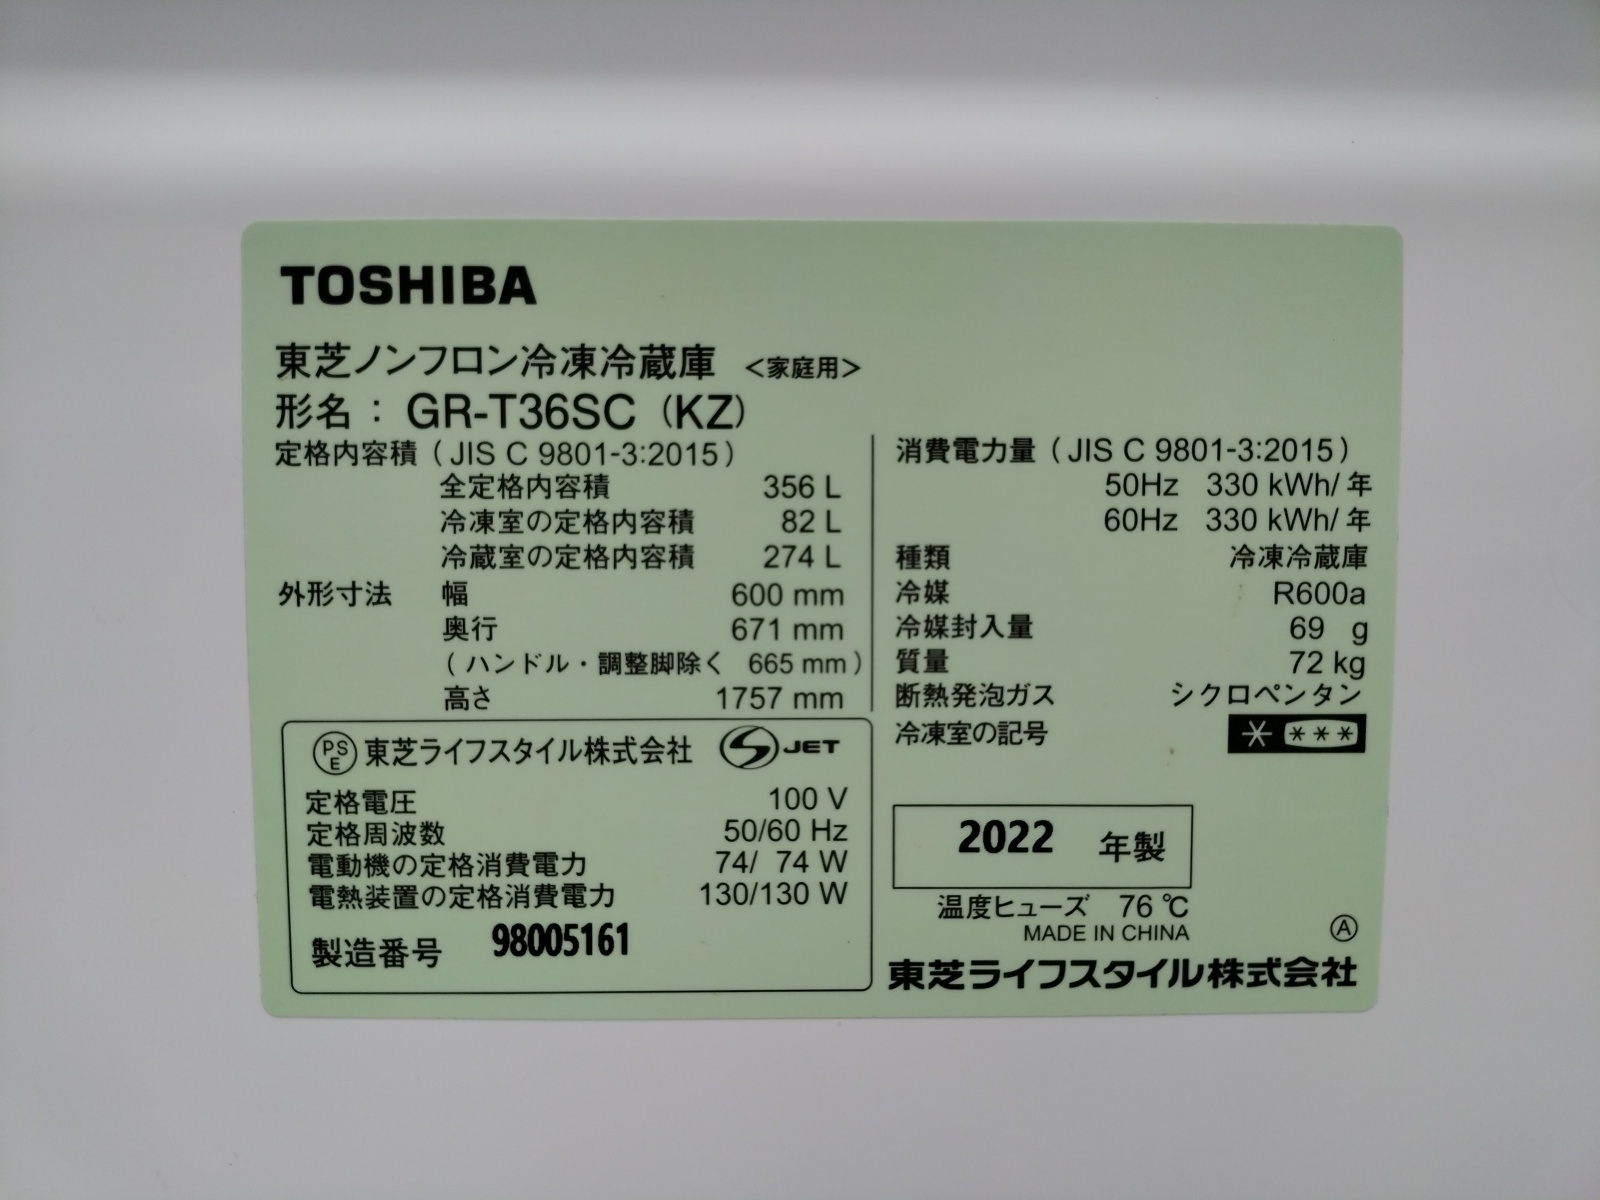 TOSHIBA
東芝ノンフロン冷凍冷蔵庫 <家庭用>
形名： GR-T36SC (KZ)
定格内容積 (JIS C 9801-3:2015)
全定格内容積 356 L
冷凍室の定格内容積 82 L
冷蔵室の定格内容積 274 L
外形寸法 幅 600 mm
奥行 671 mm
(ハンドル・調整脚除く 665 mm)
高さ 1757 mm
PSE 東芝ライフスタイル株式会社 S JET
定格電圧 100 V
定格周波数 50/60 Hz
電動機の定格消費電力 74/ 74 W
電熱装置の定格消費電力 130/130 W
製造番号 98005161
消費電力量 (JIS C 9801-3:2015)
50Hz 330 kWh/年
60Hz 330 kWh/年
種類 冷凍冷蔵庫
冷媒 R600a
冷媒封入量 69 g
質量 72 kg
断熱発泡ガス シクロペンタン
冷凍室の記号 * ***
2022 年製
温度ヒューズ 76 ℃
MADE IN CHINA
Ⓐ
東芝ライフスタイル株式会社